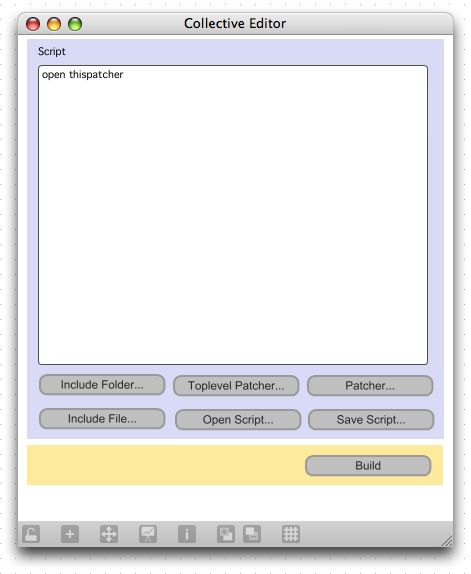 Collective Editor
Script
open thispatcher
Include Folder... Toplevel Patcher... Patcher...
Include File... Open Script... Save Script...
Build